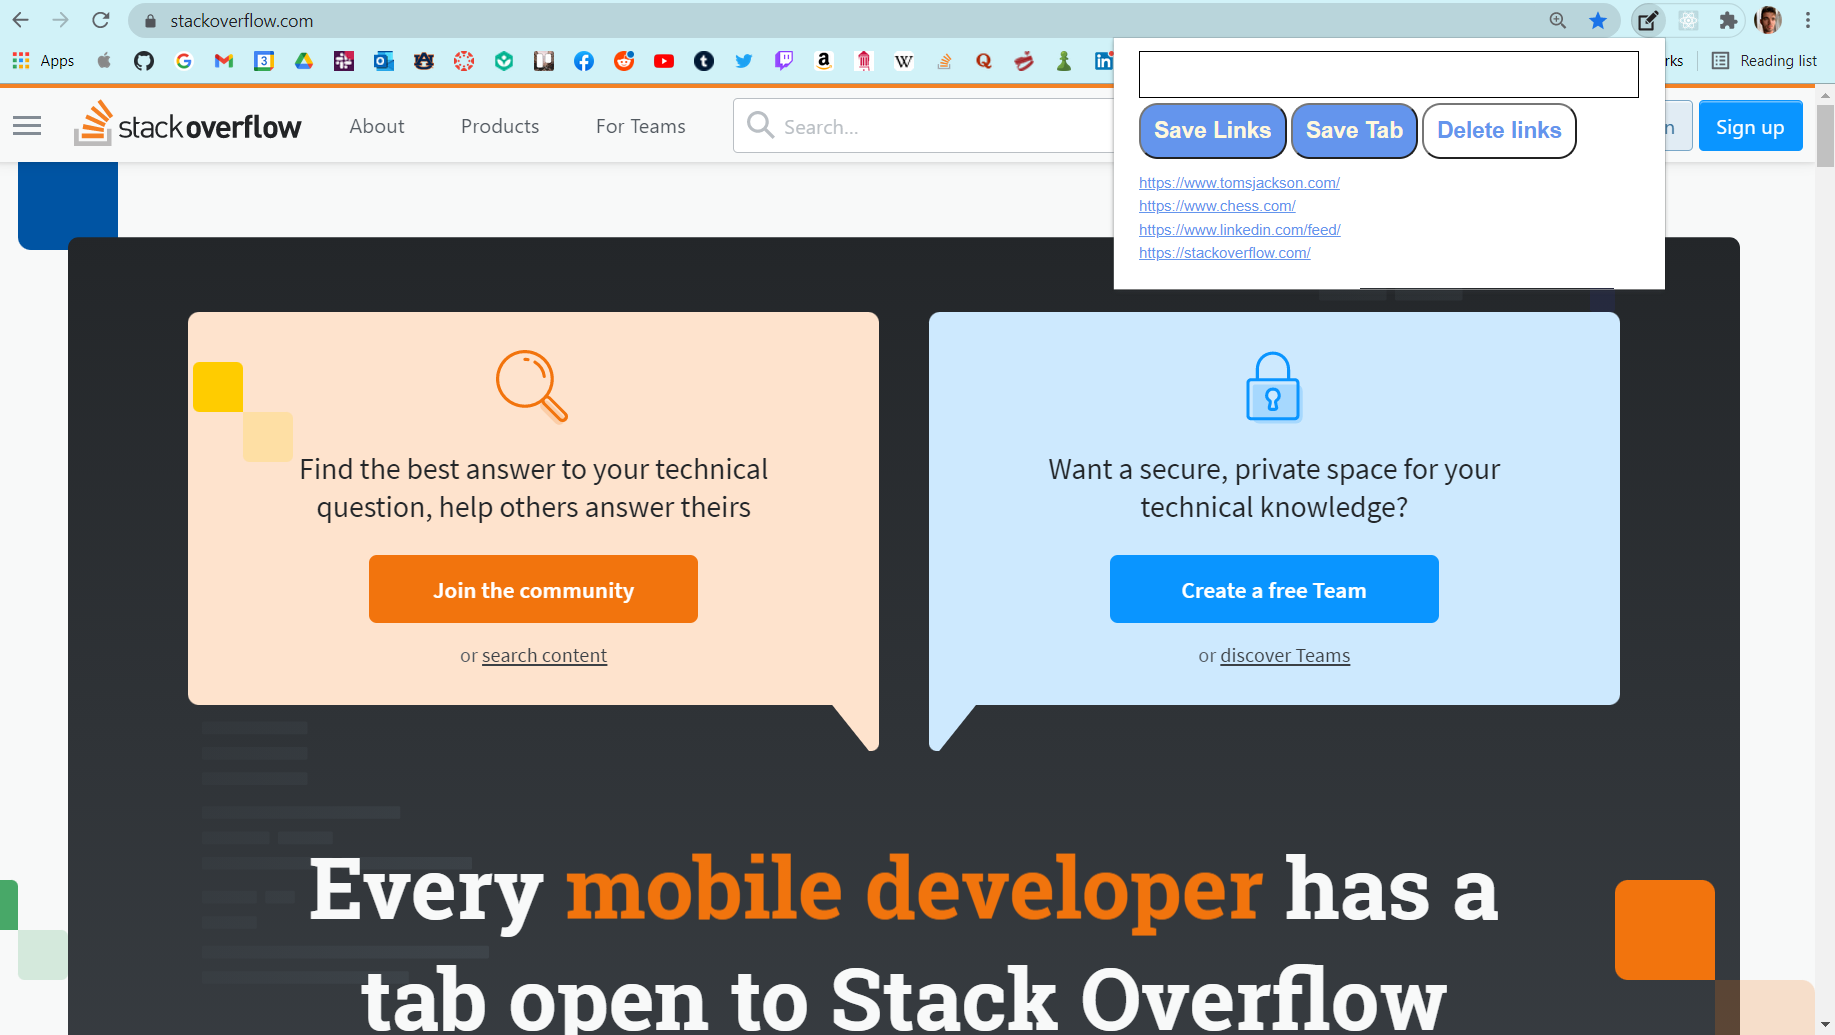 stackoverflow.com
Apps
3
a
W
Q
in
rks
Reading list
stackoverflow
About
Products
For Teams
Search...
n
Sign up
Save Links
Save Tab
Delete links
https://www.tomsjackson.com/
https://www.chess.com/
https://www.linkedin.com/feed/
https://stackoverflow.com/
Find the best answer to your technical
question, help others answer theirs
Join the community
or search content
Want a secure, private space for your
technical knowledge?
Create a free Team
or discover Teams
Every mobile developer has a
tab open to Stack Overflow